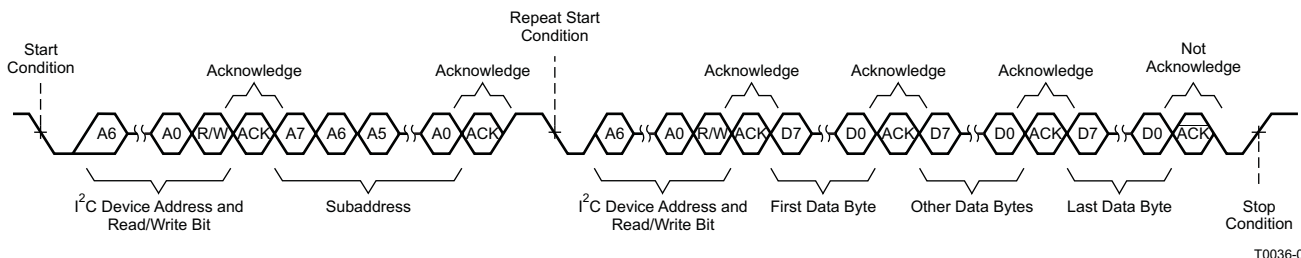 Start
Condition
Repeat Start
Condition
Not
Acknowledge
Acknowledge
Acknowledge
Acknowledge
Acknowledge
Acknowledge
A6 A0 R/W ACK A7 A6 A5 A0 ACK A6 A0 R/W ACK D7 D0 ACK D7 D0 ACK D7 D0 ACK
I²C Device Address and
Read/Write Bit
Subaddress
I²C Device Address and
Read/Write Bit
First Data Byte
Other Data Bytes
Last Data Byte
Stop
Condition